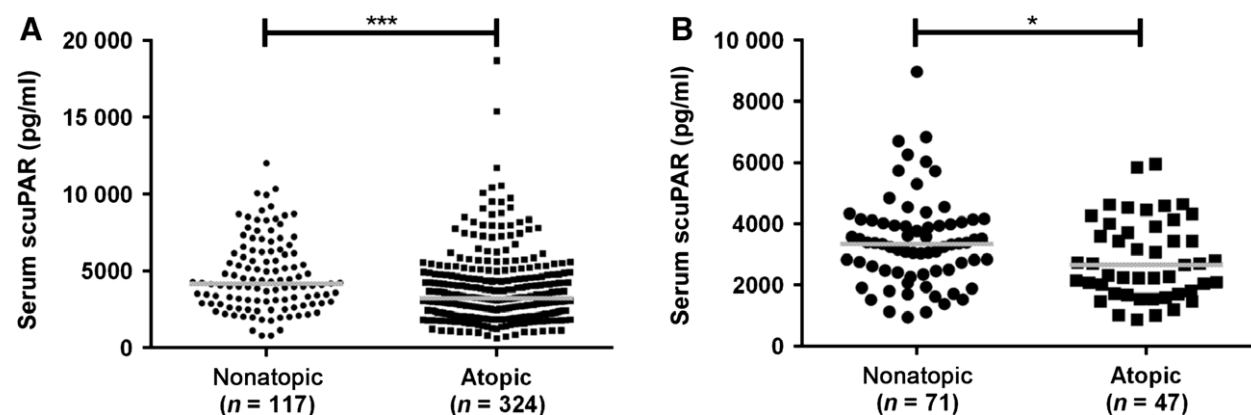 A
***
Serum scuPAR (pg/ml)
20 000
15 000
10 000
5000
0
Nonatopic
(n = 117)
Atopic
(n = 324)
B
*
Serum scuPAR (pg/ml)
10 000
8000
6000
4000
2000
0
Nonatopic
(n = 71)
Atopic
(n = 47)